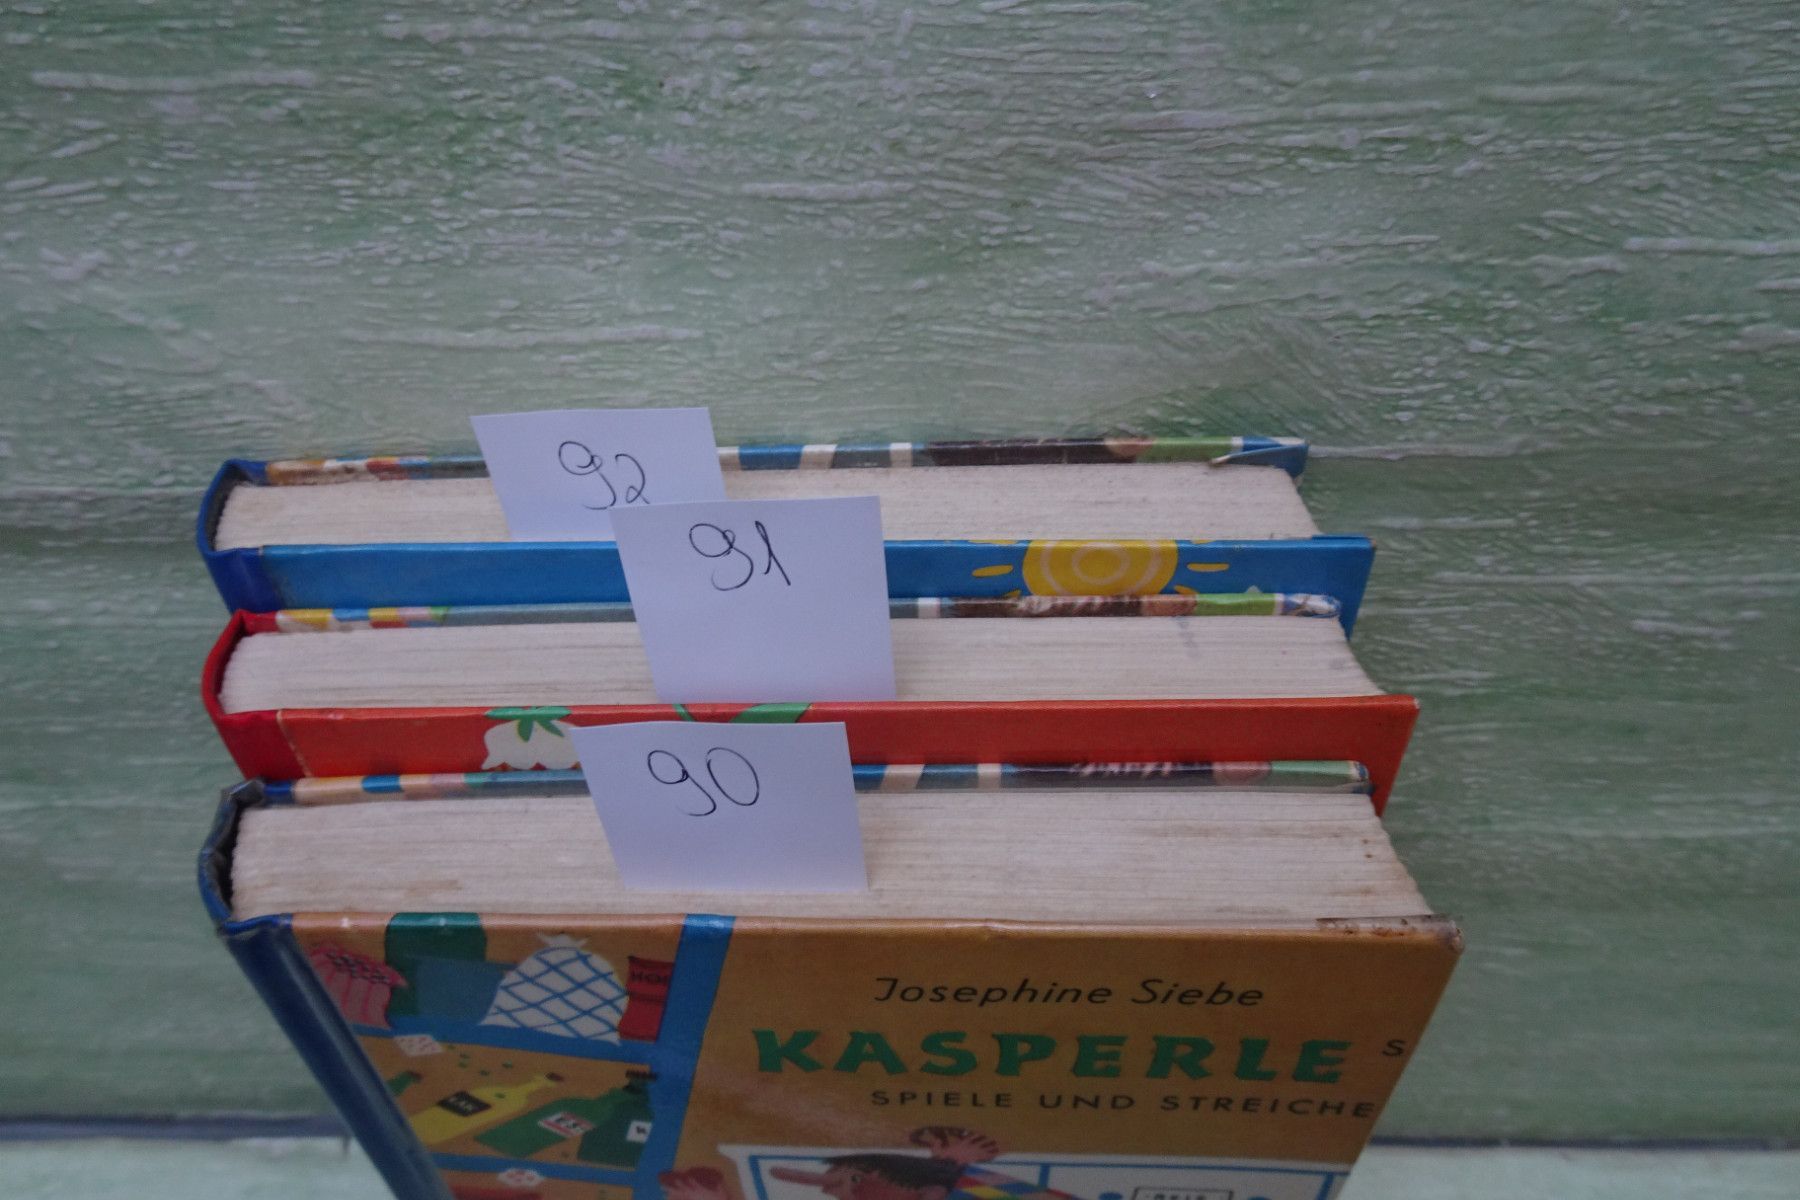 92
91
90
Josephine Siebe
KASPERLE s
SPIELE UND STREICHE